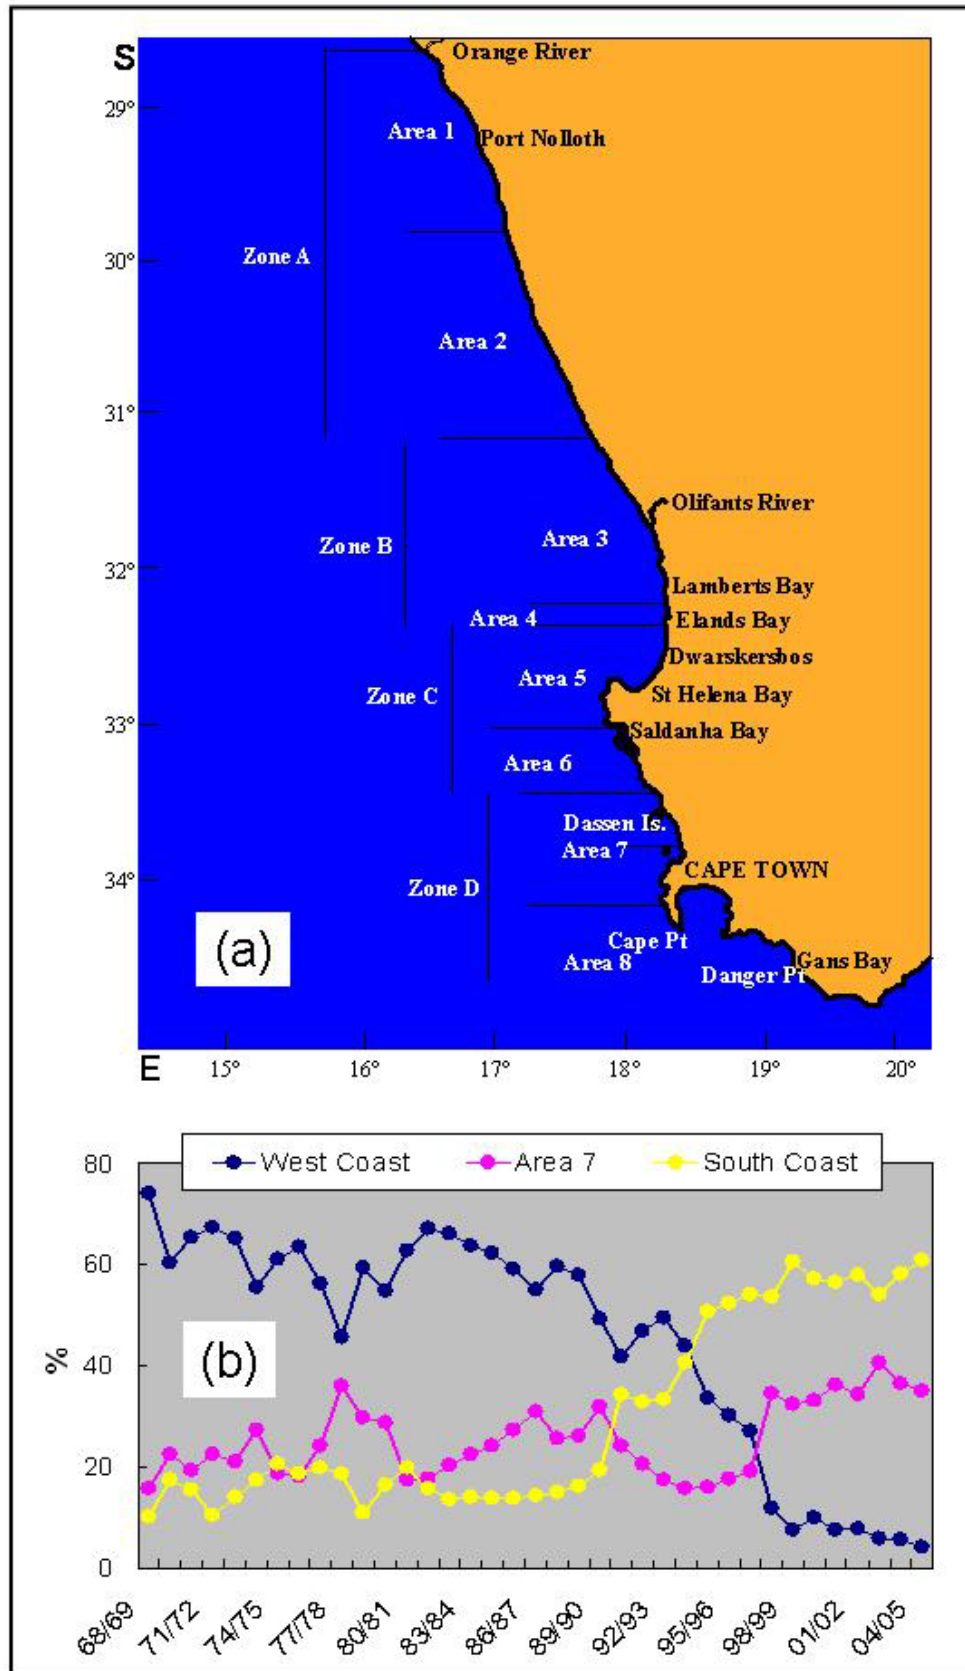 S
Orange River
29°
Area 1
Port Nolloth
Zone A
30°
Area 2
31°
Olifants River
Zone B
Area 3
32°
Lamberts Bay
Area 4
Elands Bay
Dwarskersbos
Area 5
Zone C
St Helena Bay
33°
Saldanha Bay
Area 6
Dassen Is.
Area 7
CAPE TOWN
34°
Zone D
(a)
Cape Pt
Area 8
Gans Bay
Danger Pt
E
15° 16° 17° 18° 19° 20°
West Coast Area 7 South Coast
80
60
40
20
0
%
(b)
68/69 71/72 74/75 77/78 80/81 83/84 86/87 89/90 92/93 95/96 98/99 01/02 04/05